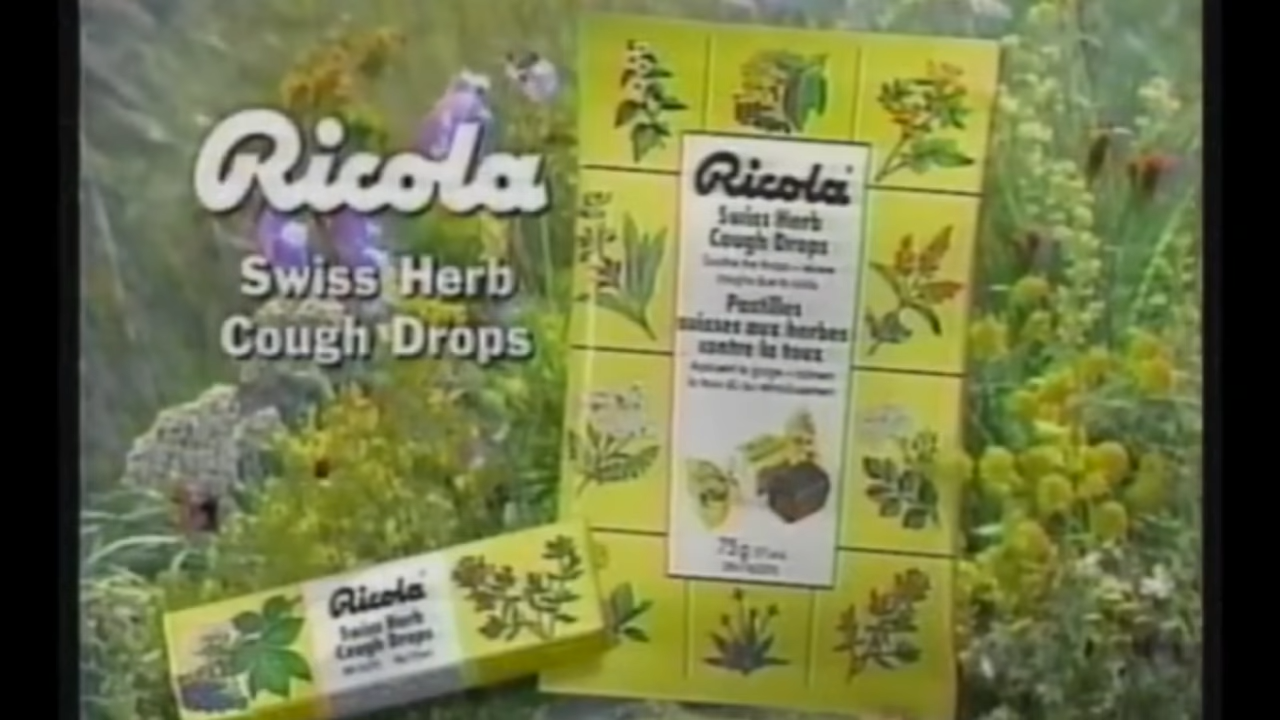 Ricola
Swiss Herb
Cough Drops
Ricola
Swiss Herb
Cough Drops
Pastilles
suisses aux herbes
contre la toux
75g
Ricola
Swiss Herb
Cough Drops